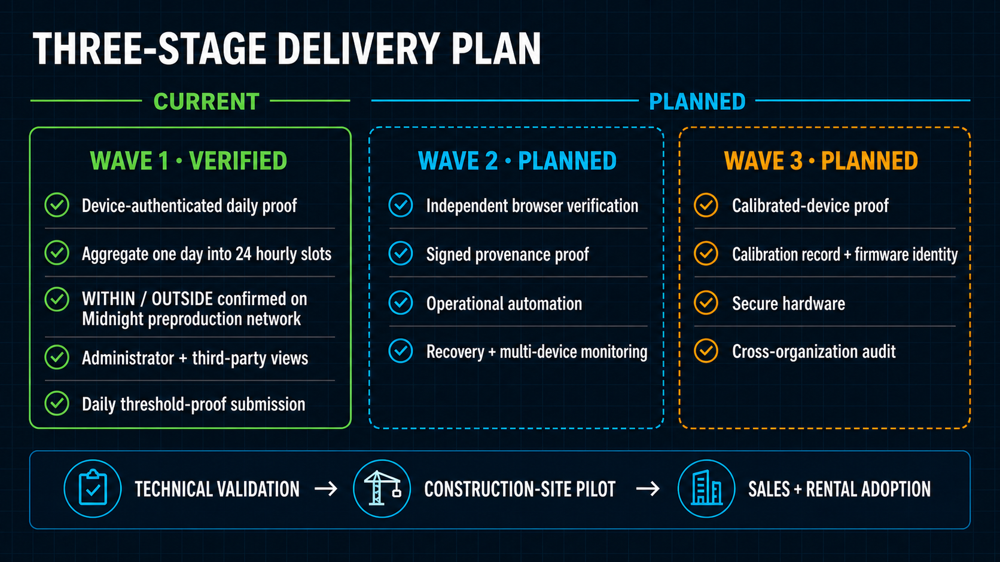 THREE-STAGE DELIVERY PLAN
CURRENT
PLANNED
WAVE 1 · VERIFIED
Device-authenticated daily proof
Aggregate one day into 24 hourly slots
WITHIN / OUTSIDE confirmed on
Midnight preproduction network
Administrator + third-party views
Daily threshold-proof submission
WAVE 2 · PLANNED
Independent browser verification
Signed provenance proof
Operational automation
Recovery + multi-device monitoring
WAVE 3 · PLANNED
Calibrated-device proof
Calibration record + firmware identity
Secure hardware
Cross-organization audit
TECHNICAL VALIDATION → CONSTRUCTION-SITE PILOT → SALES + RENTAL ADOPTION